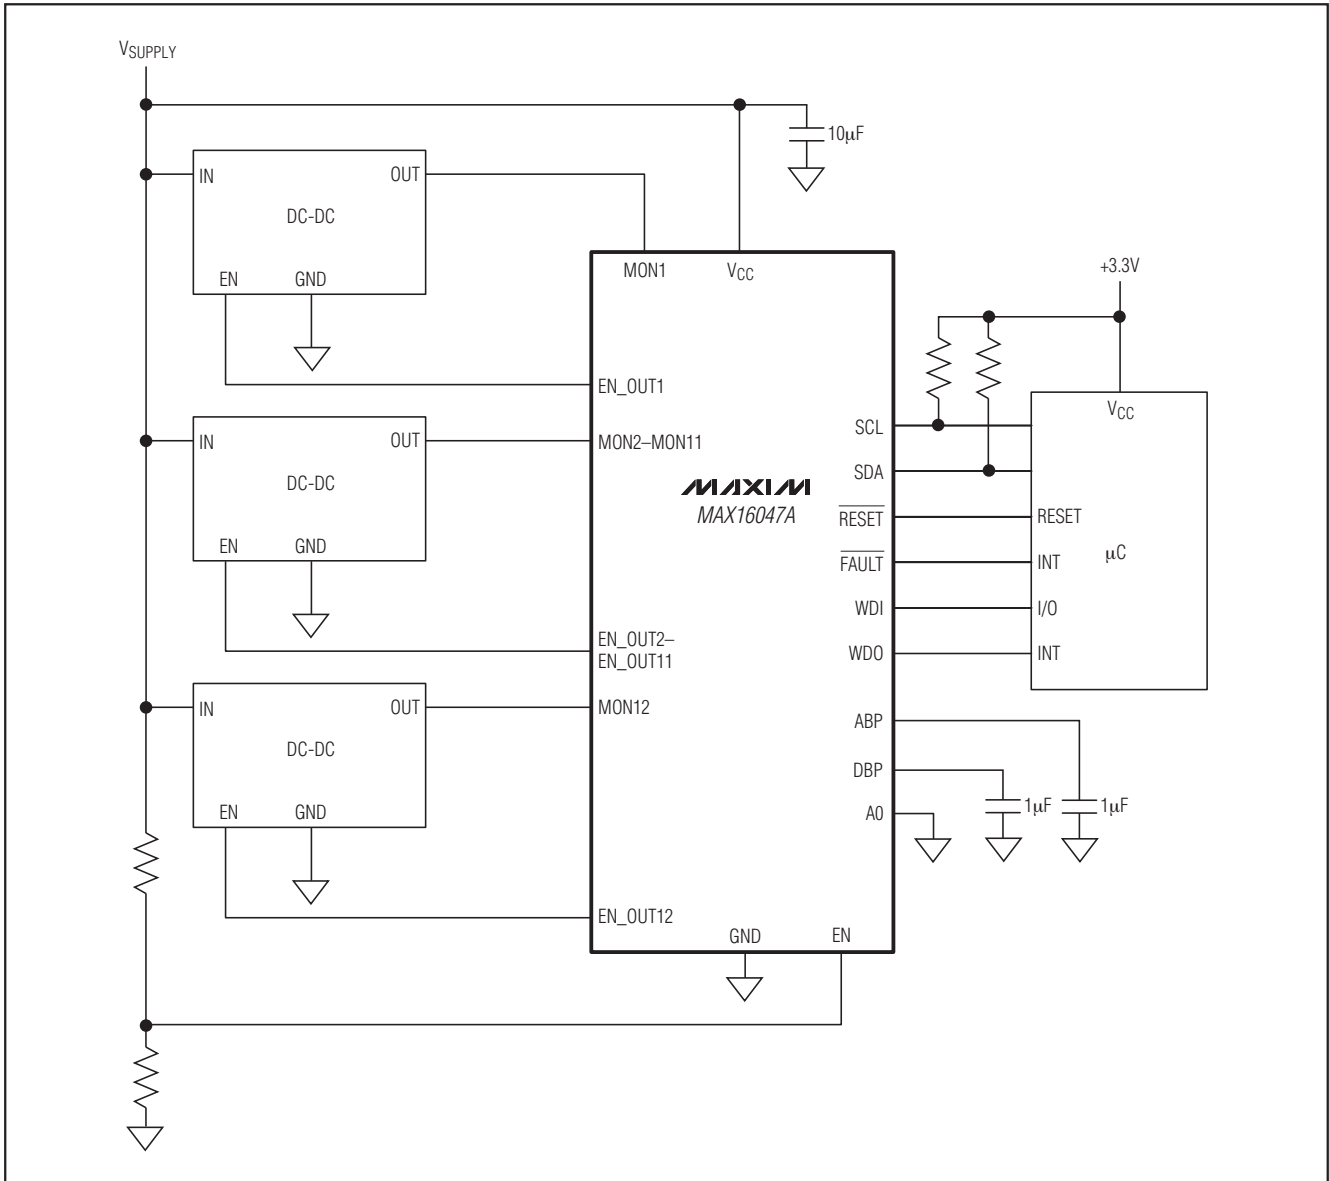 VSUPPLY
10µF
IN
OUT
DC-DC
EN
GND
MON1
VCC
+3.3V
EN_OUT1
VCC
IN
OUT
MON2–MON11
SCL
DC-DC
MAXIM
MAX16047A
SDA
RESET
RESET
EN
GND
FAULT
INT
µC
WDI
I/O
EN_OUT2–
EN_OUT11
WDO
INT
IN
OUT
MON12
ABP
DC-DC
DBP
EN
GND
A0
1µF
1µF
EN_OUT12
GND
EN